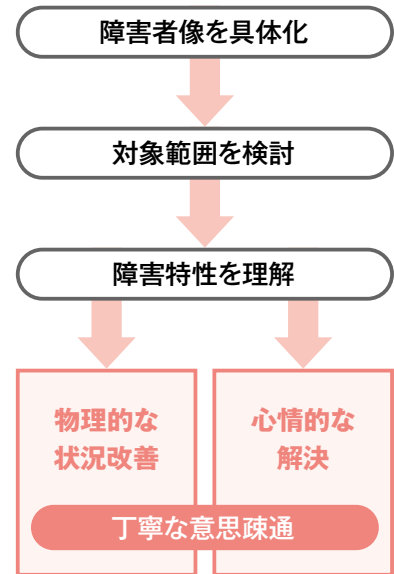 障害者像を具体化
対象範囲を検討
障害特性を理解
物理的な
状況改善
心情的な
解決
丁寧な意思疎通